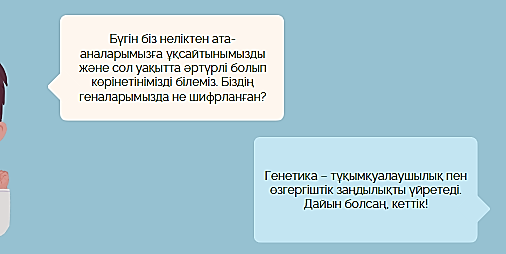 Бүгін біз неліктен ата-
аналарымызға ұқсайтынымызды
және сол уақытта әртүрлі болып
көрінетінімізді білеміз. Біздің
геналарымызда не шифрланған?
Генетика – тұқымқуалаушылық пен
өзгергіштік заңдылықты үйретеді.
Дайын болсаң, кеттік!